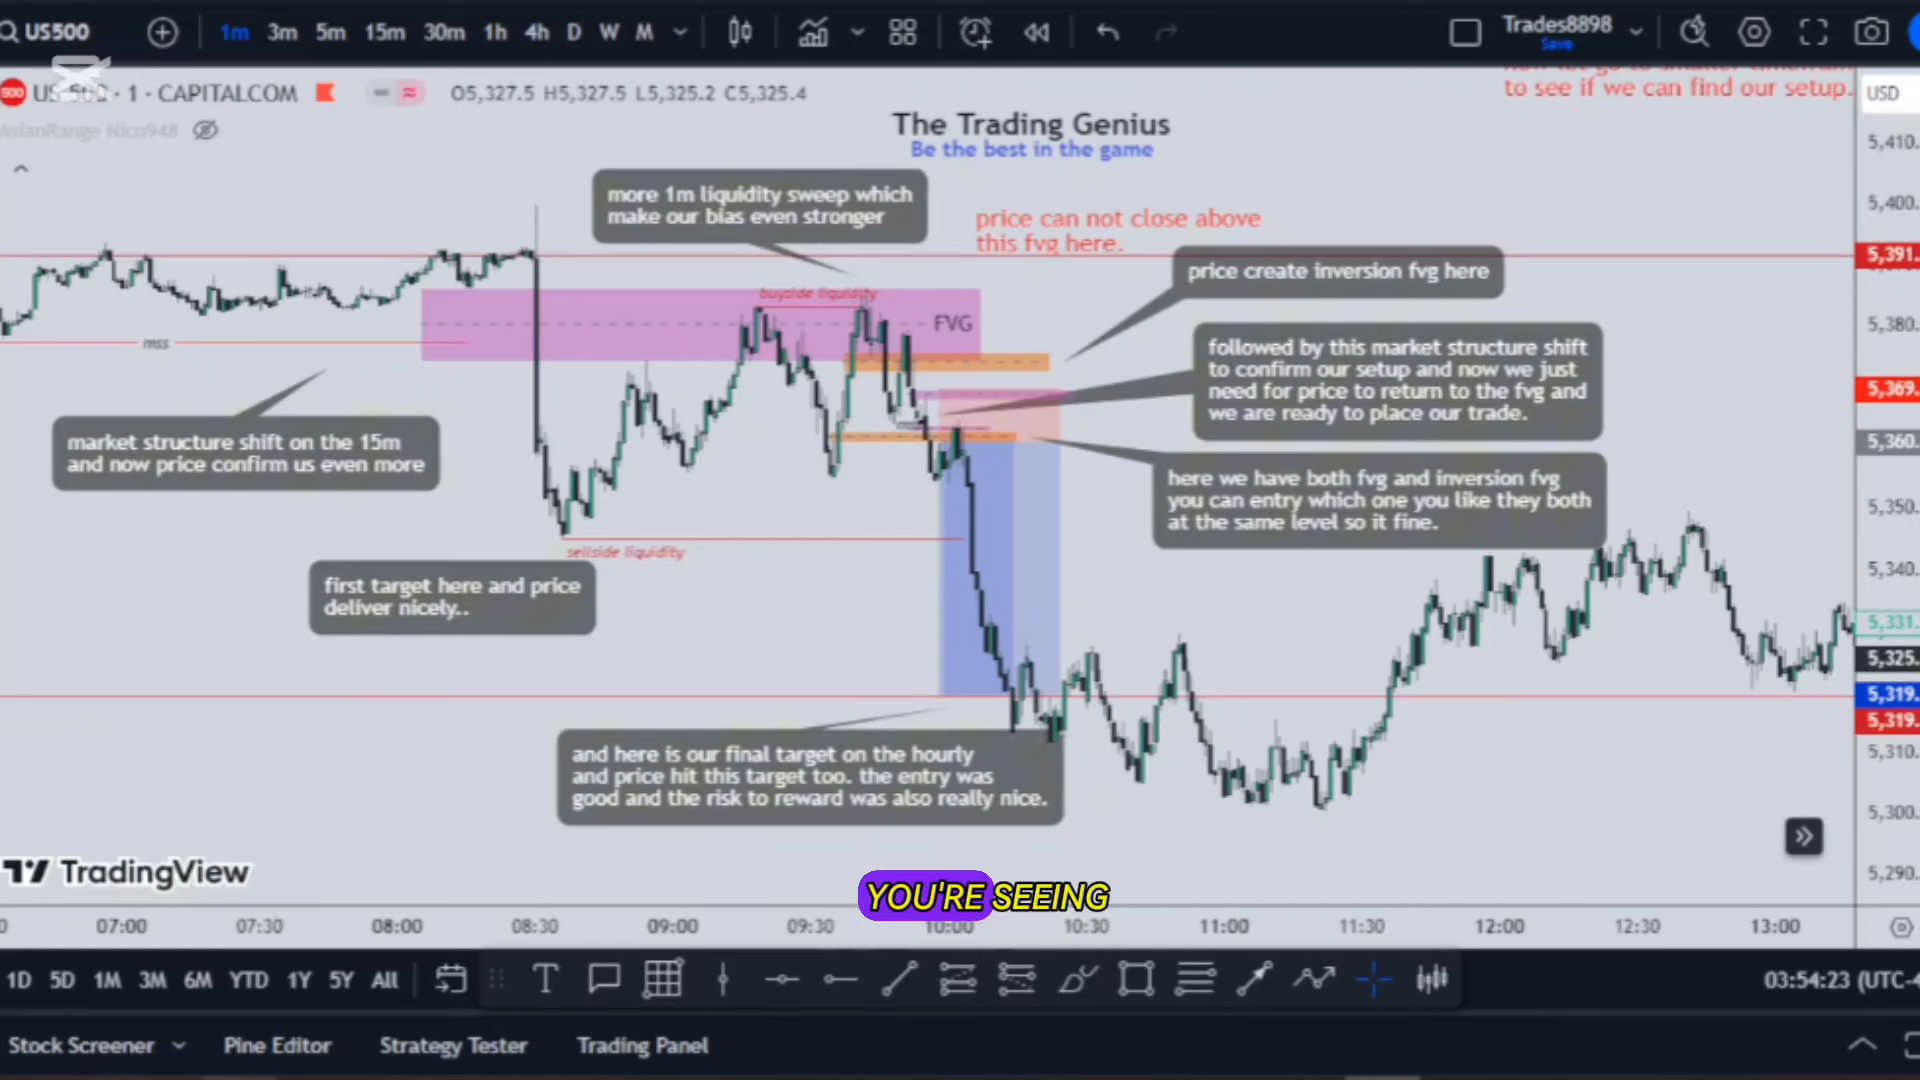 US500
1m 3m 5m 15m 30m 1h 4h D W M
Trades8898
Save
US 500 · 1 · CAPITALCOM
O5,327.5 H5,327.5 L5,325.2 C5,325.4
AsianRange Nico948
to see if we can find our setup.
USD
The Trading Genius
Be the best in the game
more 1m liquidity sweep which
make our bias even stronger
price can not close above
this fvg here.
price create inversion fvg here
buyside liquidity
FVG
mss
followed by this market structure shift
to confirm our setup and now we just
need for price to return to the fvg and
we are ready to place our trade.
market structure shift on the 15m
and now price confirm us even more
here we have both fvg and inversion fvg
you can entry which one you like they both
at the same level so it fine.
sellside liquidity
first target here and price
deliver nicely..
and here is our final target on the hourly
and price hit this target too. the entry was
good and the risk to reward was also really nice.
5,410.
5,400.
5,391.
5,380.
5,369.
5,360.
5,350.
5,340.
5,331.
5,325.
5,319.
5,319.
5,310.
5,300.
5,290.
TradingView
YOU'RE SEEING
07:00 07:30 08:00 08:30 09:00 09:30 10:00 10:30 11:00 11:30 12:00 12:30 13:00
1D 5D 1M 3M 6M YTD 1Y 5Y All
03:54:23 (UTC-4
Stock Screener Pine Editor Strategy Tester Trading Panel